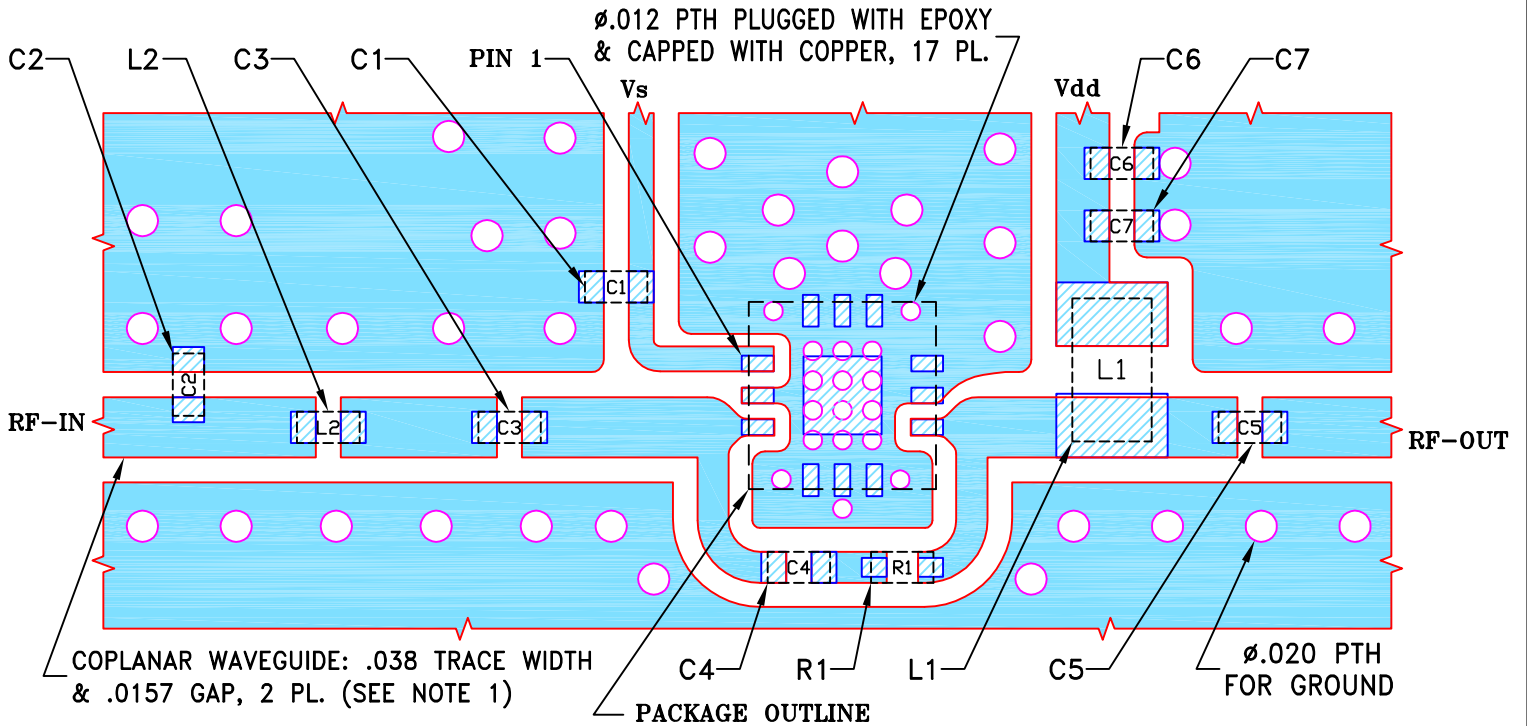 Ø.012 PTH PLUGGED WITH EPOXY
& CAPPED WITH COPPER, 17 PL.
C2
L2
C3
C1
PIN 1
C6
C7
Vs
Vdd
C6
C7
C1
C2
L1
RF-IN
L2
C3
C5
RF-OUT
C4
R1
COPLANAR WAVEGUIDE: .038 TRACE WIDTH
& .0157 GAP, 2 PL. (SEE NOTE 1)
C4
R1
L1
C5
Ø.020 PTH
FOR GROUND
PACKAGE OUTLINE